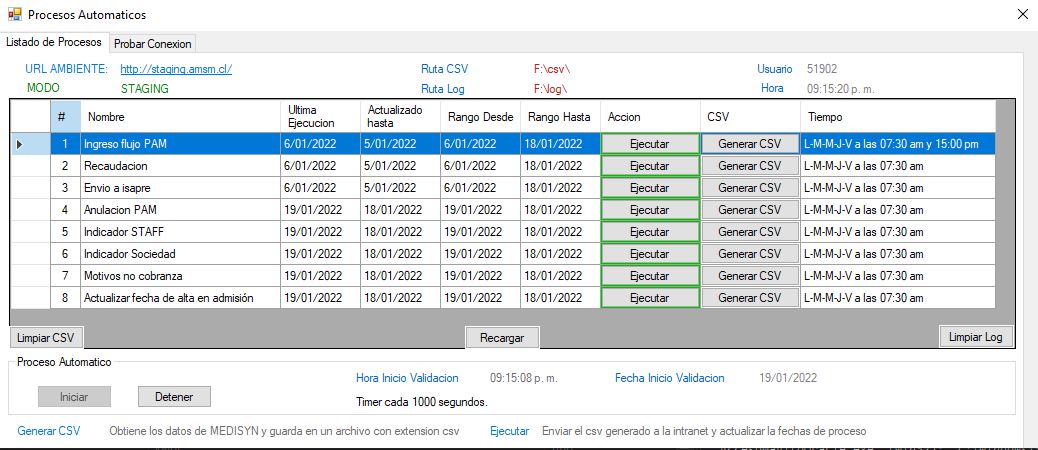 Procesos Automaticos
Listado de Procesos Probar Conexion
URL AMBIENTE: http://staging.amsm.cl/ Ruta CSV F:\csv\ Usuario 51902
MODO STAGING Ruta Log F:\log\ Hora 09:15:20 p. m.
# Nombre Ultima Ejecucion Actualizado hasta Rango Desde Rango Hasta Accion CSV Tiempo
1 Ingreso flujo PAM 6/01/2022 5/01/2022 6/01/2022 18/01/2022 Ejecutar Generar CSV L-M-M-J-V a las 07:30 am y 15:00 pm
2 Recaudacion 6/01/2022 5/01/2022 6/01/2022 18/01/2022 Ejecutar Generar CSV L-M-M-J-V a las 07:30 am
3 Envio a isapre 6/01/2022 5/01/2022 6/01/2022 18/01/2022 Ejecutar Generar CSV L-M-M-J-V a las 07:30 am
4 Anulacion PAM 19/01/2022 18/01/2022 19/01/2022 18/01/2022 Ejecutar Generar CSV L-M-M-J-V a las 07:30 am
5 Indicador STAFF 19/01/2022 18/01/2022 19/01/2022 18/01/2022 Ejecutar Generar CSV L-M-M-J-V a las 07:30 am
6 Indicador Sociedad 19/01/2022 18/01/2022 19/01/2022 18/01/2022 Ejecutar Generar CSV L-M-M-J-V a las 07:30 am
7 Motivos no cobranza 19/01/2022 18/01/2022 19/01/2022 18/01/2022 Ejecutar Generar CSV L-M-M-J-V a las 07:30 am
8 Actualizar fecha de alta en admisión 19/01/2022 18/01/2022 19/01/2022 18/01/2022 Ejecutar Generar CSV L-M-M-J-V a las 07:30 am
Limpiar CSV Recargar Limpiar Log
Proceso Automatico
Hora Inicio Validacion 09:15:08 p. m. Fecha Inicio Validacion 19/01/2022
Iniciar Detener Timer cada 1000 segundos.
Generar CSV Obtiene los datos de MEDISYN y guarda en un archivo con extension csv Ejecutar Enviar el csv generado a la intranet y actualizar la fechas de proceso